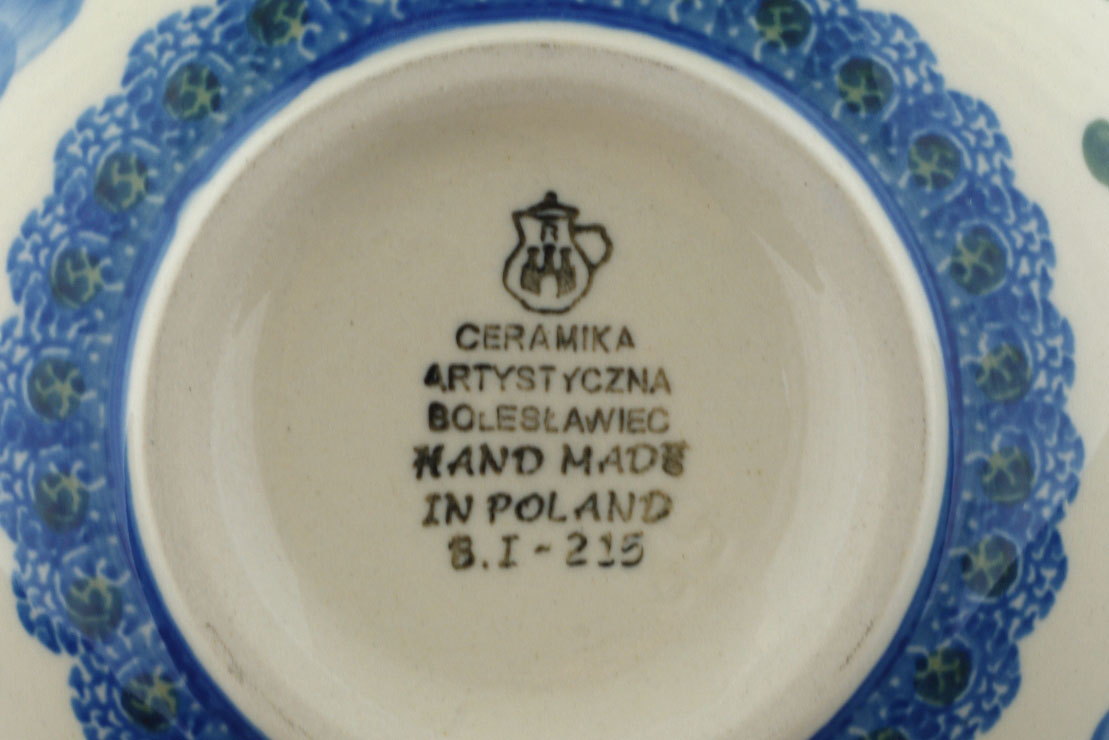 B
CERAMIKA
ARTYSTYCZNA
BOLESŁAWIEC
HAND MADE
IN POLAND
B.I - 215